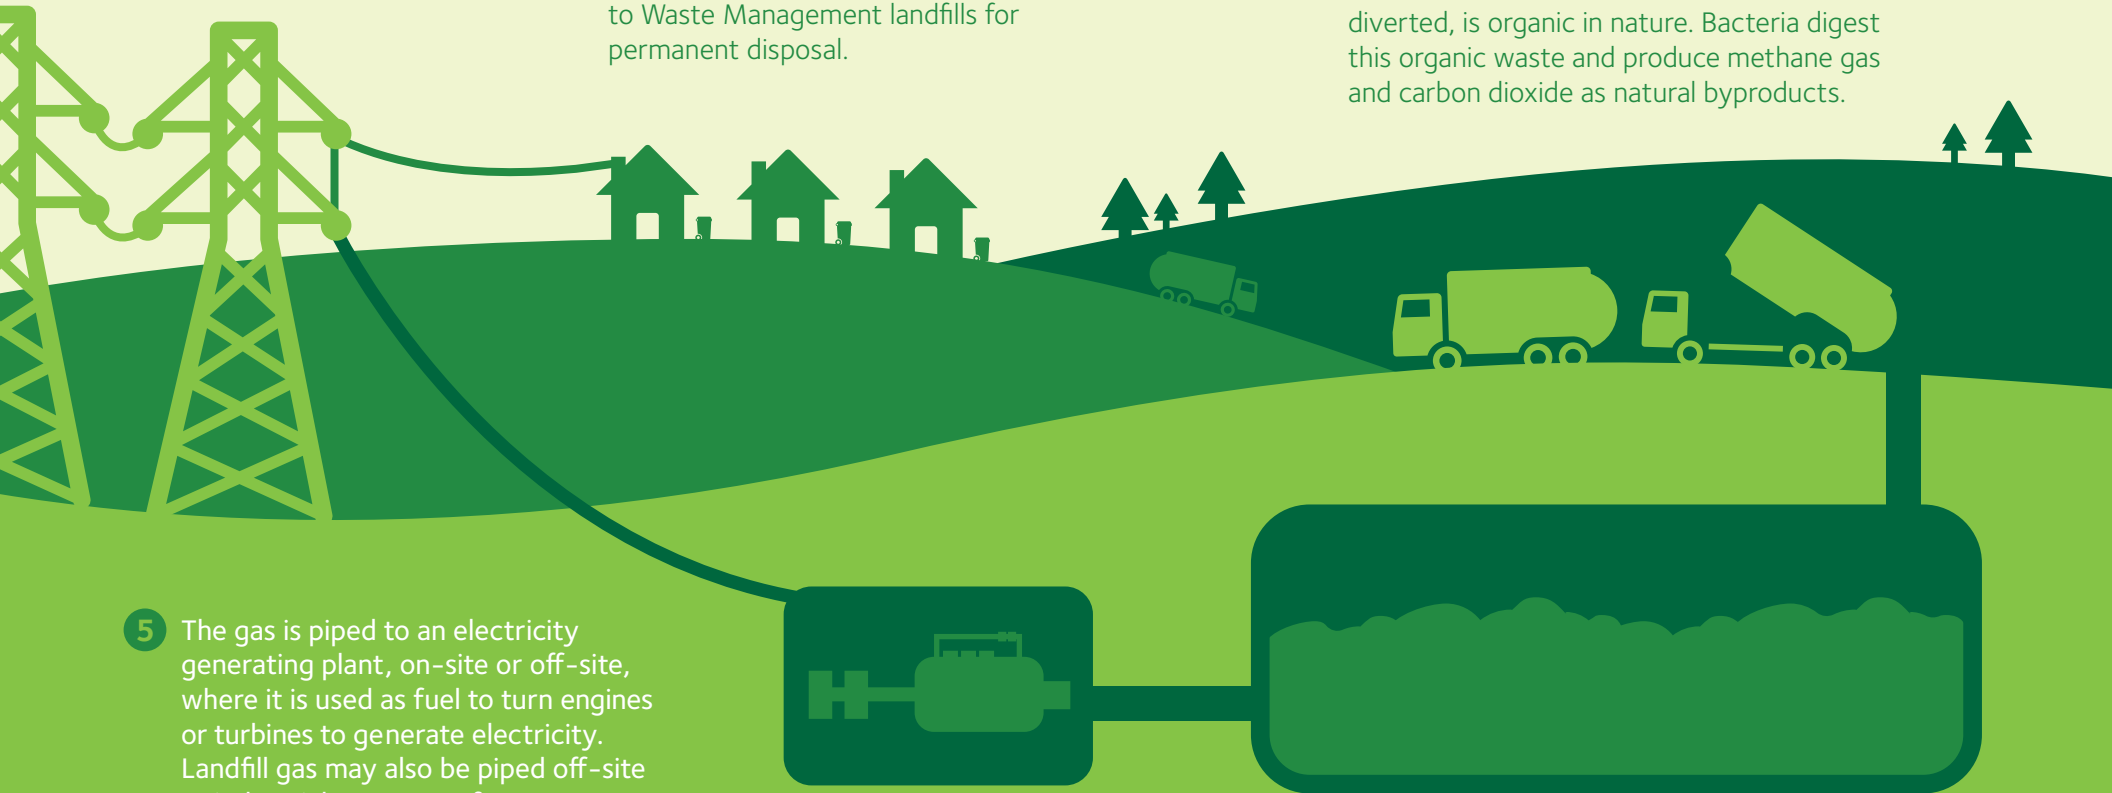 to Waste Management landfills for
permanent disposal.
diverted, is organic in nature. Bacteria digest
this organic waste and produce methane gas
and carbon dioxide as natural byproducts.
5 The gas is piped to an electricity
generating plant, on-site or off-site,
where it is used as fuel to turn engines
or turbines to generate electricity.
Landfill gas may also be piped off-site